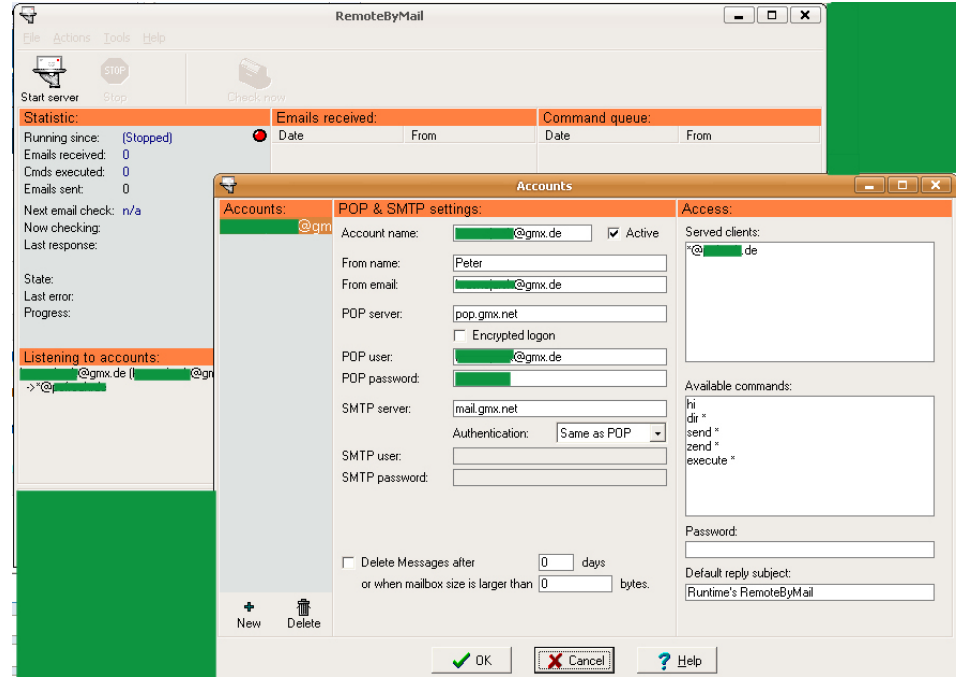 RemoteByMail
File Actions Tools Help
Start server Stop Check now
Statistic:
Running since: (Stopped)
Emails received: 0
Cmds executed: 0
Emails sent: 0
Next email check: n/a
Now checking:
Last response:
State:
Last error:
Progress:
Emails received:
Date From
Command queue:
Date From
Listening to accounts:
@gmx.de ( @gm
->*@
Accounts
Accounts:
@gm
New Delete
POP & SMTP settings:
Account name: @gmx.de Active
From name: Peter
From email: @gmx.de
POP server: pop.gmx.net
Encrypted logon
POP user: @gmx.de
POP password:
SMTP server: mail.gmx.net
Authentication: Same as POP
SMTP user:
SMTP password:
Delete Messages after 0 days
or when mailbox size is larger than 0 bytes.
Access:
Served clients:
*@ .de
Available commands:
hi
dir *
send *
zend *
execute *
Password:
Default reply subject:
Runtime's RemoteByMail
OK Cancel Help